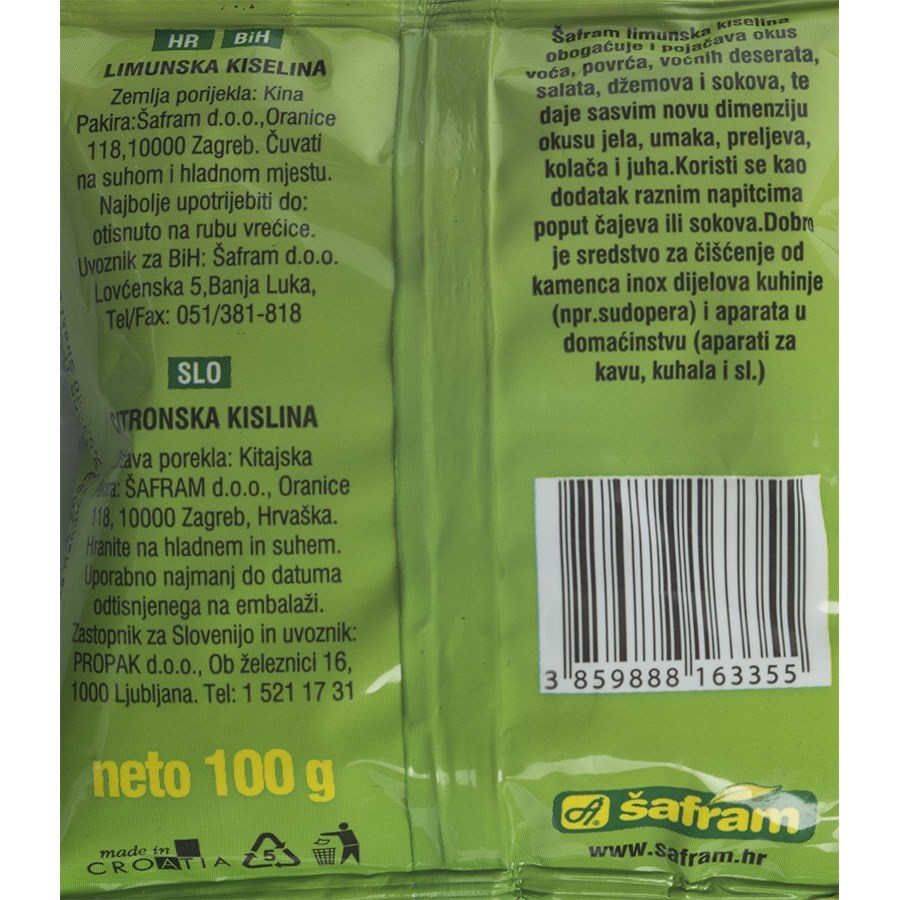 HR BiH
LIMUNSKA KISELINA
Zemlja porijekla: Kina
Pakira:Šafram d.o.o.,Oranice
118,10000 Zagreb. Čuvati
na suhom i hladnom mjestu.
Najbolje upotrijebiti do:
otisnuto na rubu vrećice.
Uvoznik za BiH: Šafram d.o.o.
Lovćenska 5,Banja Luka,
Tel/Fax: 051/381-818
SLO
CITRONSKA KISLINA
porekla: Kitajska
ŠAFRAM d.o.o., Oranice
118, 10000 Zagreb, Hrvaška.
Hranite na hladnem in suhem.
Uporabno najmanj do datuma
odtisnjenega na embalaži.
Zastopnik za Slovenijo in uvoznik:
PROPAK d.o.o., Ob železnici 16,
1000 Ljubljana. Tel: 1 521 17 31
neto 100 g
made in
CROATIA
5
Šafram limunska kiselina
obogaćuje i pojačava okus
voća, povrća, voćnih deserata,
salata, džemova i sokova, te
daje sasvim novu dimenziju
okusu jela, umaka, preljeva,
kolača i juha.Koristi se kao
dodatak raznim napitcima
poput čajeva ili sokova.Dobro
je sredstvo za čišćenje od
kamenca inox dijelova kuhinje
(npr.sudopera) i aparata u
domaćinstvu (aparati za
kavu, kuhala i sl.)
3 859888 163355
šafram
www.safram.hr